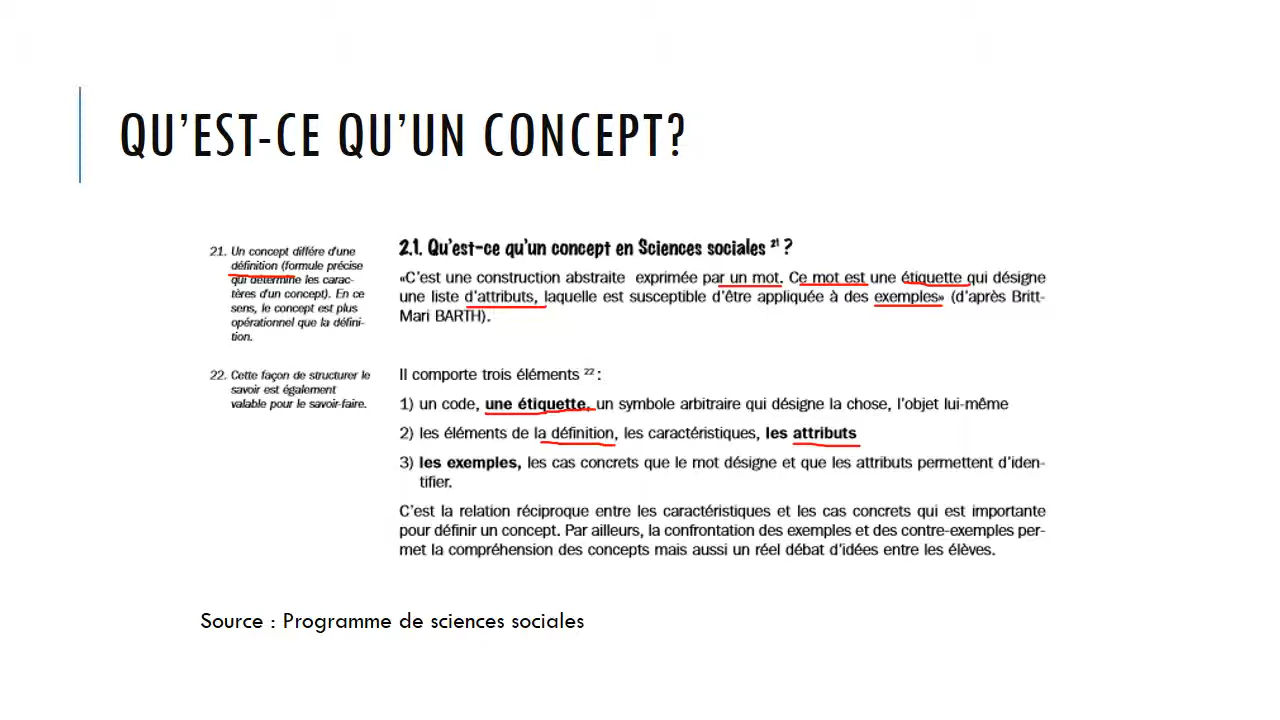 QU’EST-CE QU’UN CONCEPT?
21. Un concept différe d'une
définition (formule précise
qui détermine les carac-
tères d'un concept). En ce
sens, le concept est plus
opérationnel que la défini-
tion.
22. Cette façon de structurer le
savoir est également
valable pour le savoir-faire.
2.1. Qu'est-ce qu'un concept en Sciences sociales 21 ?
«C'est une construction abstraite exprimée par un mot. Ce mot est une étiquette qui désigne
une liste d'attributs, laquelle est susceptible d'être appliquée à des exemples» (d'après Britt-
Mari BARTH).
Il comporte trois éléments 22 :
1) un code, une étiquette, un symbole arbitraire qui désigne la chose, l'objet lui-même
2) les éléments de la définition, les caractéristiques, les attributs
3) les exemples, les cas concrets que le mot désigne et que les attributs permettent d'iden-
tifier.
C'est la relation réciproque entre les caractéristiques et les cas concrets qui est importante
pour définir un concept. Par ailleurs, la confrontation des exemples et des contre-exemples per-
met la compréhension des concepts mais aussi un réel débat d'idées entre les élèves.
Source : Programme de sciences sociales